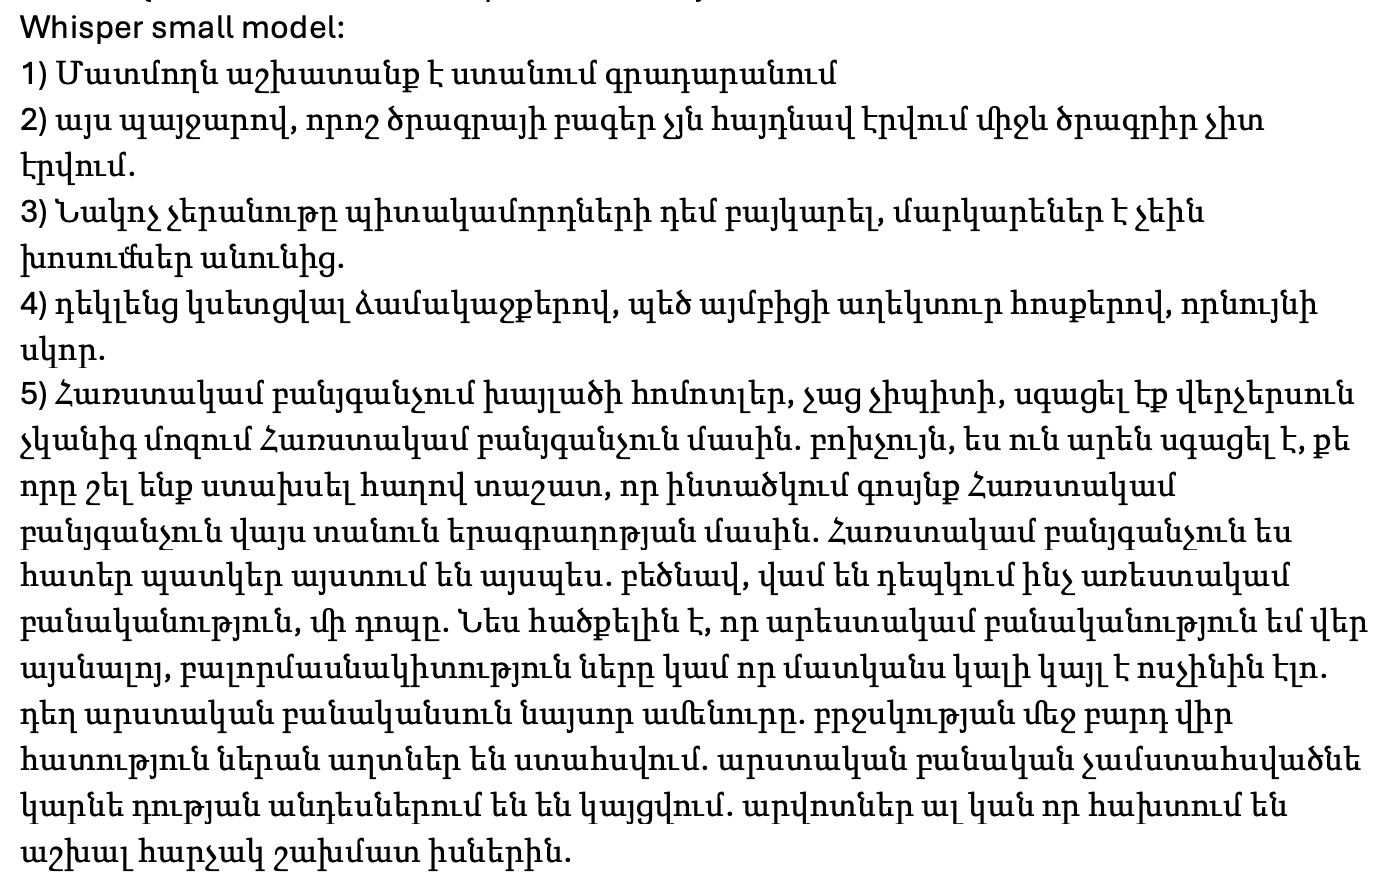 Whisper small model:
1) Մատմողն աշխատանք է ստանում գրադարանում
2) այս պայջարով, որոշ ծրագրայի բագեր չյն հայդնավ էրվում միջև ծրագրիր չիտ
էրվում.
3) Նակոչ չերանութը պիտակամորդների դեմ բայկարել, մարկարեներ է չեին
խոսումսեր անունից.
4) դեկլենց կսետցվալ ձամակաջքերով, պեծ այմբիցի աղեկտուր հոսքերով, որնույնի
սկոր.
5) Հառստակամ բանյգանչում խայլածի հոմոտլեր, չաց չիպիտի, սգացել էք վերչերսուն
չկանիգ մոզում Հառստակամ բանյգանչուն մասին. բոխչույն, ես ուն արեն սգացել է, քե
որը շել ենք ստախսել հաղով տաշատ, որ ինտածկում գոսյնք Հառստակամ
բանյգանչուն վայս տանուն երագրաղոթյան մասին. Հառստակամ բանյգանչուն ես
հատեր պատկեր այստում են այսպես. բեծնավ, վամ են դեպկում ինչ առեստակամ
բանականություն, մի դոպը. Նես հածքելին է, որ արեստակամ բանականություն եմ վեր
այսնալոյ, բալորմասնակիտություն ները կամ որ մատկանս կալի կայլ է ոսչինին էլո.
դեղ արստական բանականսուն նայսոր ամենուրը. բրջսկության մեջ բարդ վիր
հատություն ներան աղտներ են ստահսվում. արստական բանական չամստահսվածնե
կարնե դության անդեսներում են են կայցվում. արվոտներ ալ կան որ հախտում են
աշխալ հարչակ շախմատ իսներին.